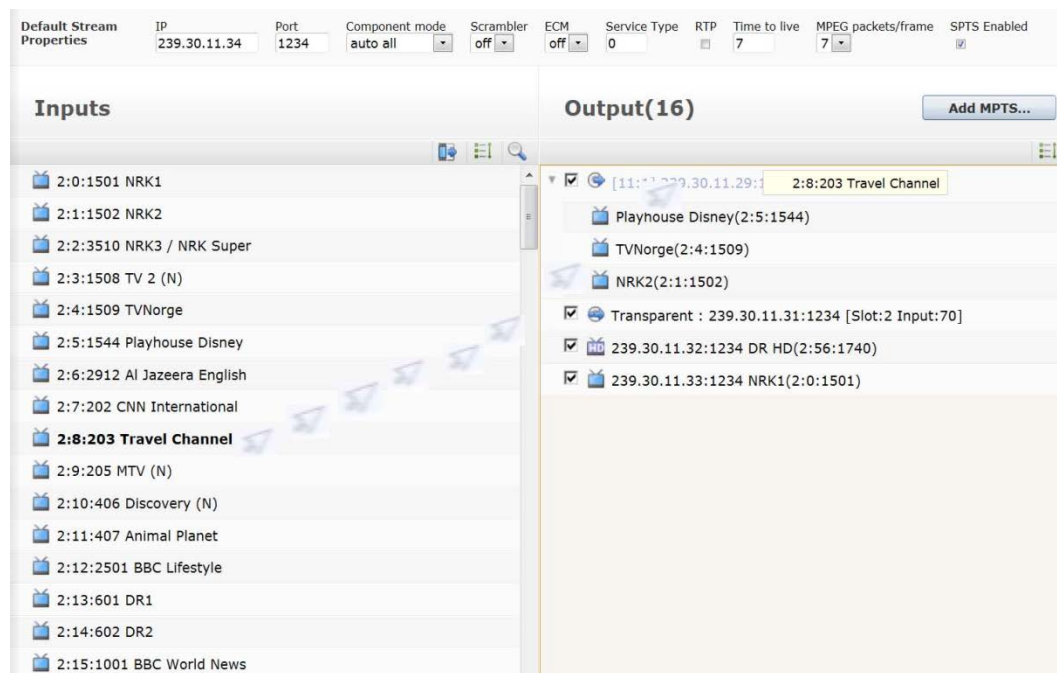 Default Stream Properties
IP
239.30.11.34
Port
1234
Component mode
auto all
Scrambler
off
ECM
off
Service Type
0
RTP
Time to live
7
MPEG packets/frame
7
SPTS Enabled
Inputs
2:0:1501 NRK1
2:1:1502 NRK2
2:2:3510 NRK3 / NRK Super
2:3:1508 TV 2 (N)
2:4:1509 TVNorge
2:5:1544 Playhouse Disney
2:6:2912 Al Jazeera English
2:7:202 CNN International
2:8:203 Travel Channel
2:9:205 MTV (N)
2:10:406 Discovery (N)
2:11:407 Animal Planet
2:12:2501 BBC Lifestyle
2:13:601 DR1
2:14:602 DR2
2:15:1001 BBC World News
Output(16)
Add MPTS...
2:8:203 Travel Channel
Playhouse Disney(2:5:1544)
TVNorge(2:4:1509)
NRK2(2:1:1502)
Transparent : 239.30.11.31:1234 [Slot:2 Input:70]
239.30.11.32:1234 DR HD(2:56:1740)
239.30.11.33:1234 NRK1(2:0:1501)